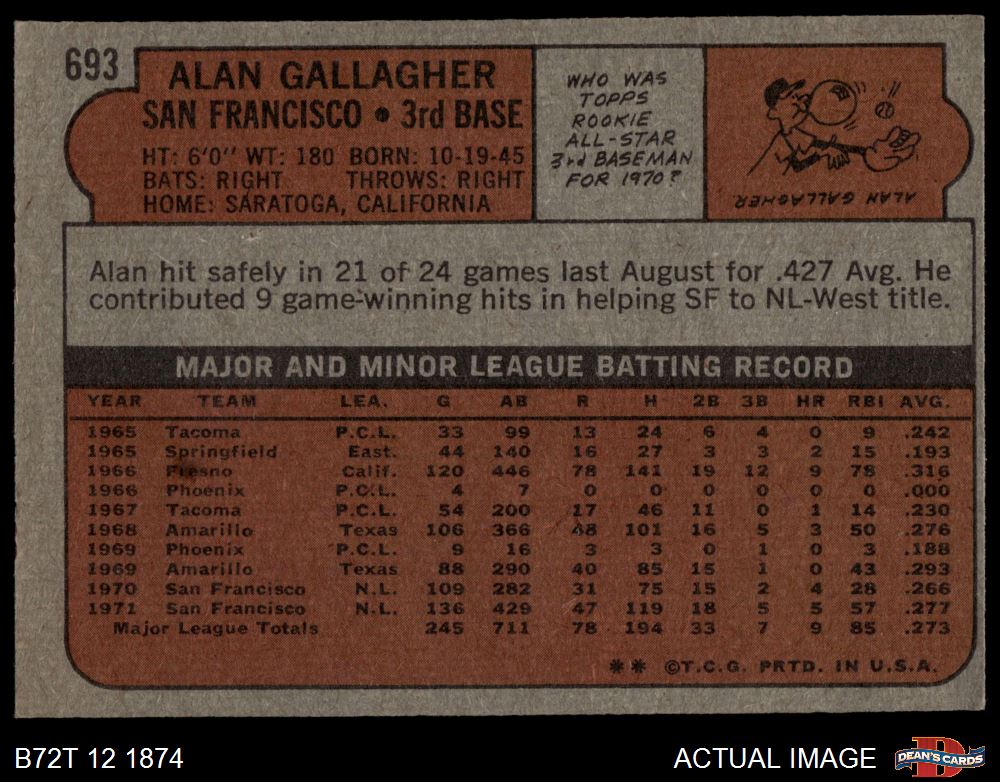 693
ALAN GALLAGHER
SAN FRANCISCO • 3rd BASE
HT: 6'0" WT: 180 BORN: 10-19-45
BATS: RIGHT THROWS: RIGHT
HOME: SARATOGA, CALIFORNIA
WHO WAS
TOPPS
ROOKIE
ALL-STAR
3rd BASEMAN
FOR 1970?
ALAN GALLAGHER
Alan hit safely in 21 of 24 games last August for .427 Avg. He
contributed 9 game-winning hits in helping SF to NL-West title.
MAJOR AND MINOR LEAGUE BATTING RECORD
YEAR TEAM LEA. G AB R H 2B 3B HR RBI AVG.
1965 Tacoma P.C.L. 33 99 13 24 6 4 0 9 .242
1965 Springfield East. 44 140 16 27 3 3 2 15 .193
1966 Fresno Calif. 120 446 78 141 19 12 9 78 .316
1966 Phoenix P.C.L. 4 7 0 0 0 0 0 0 .000
1967 Tacoma P.C.L. 54 200 17 46 11 0 1 14 .230
1968 Amarillo Texas 106 366 48 101 16 5 3 50 .276
1969 Phoenix P.C.L. 9 16 3 3 0 1 0 3 .188
1969 Amarillo Texas 88 290 40 85 15 1 0 43 .293
1970 San Francisco N.L. 109 282 31 75 15 2 4 28 .266
1971 San Francisco N.L. 136 429 47 119 18 5 5 57 .277
Major League Totals 245 711 78 194 33 7 9 85 .273
** ©T.C.G. PRTD. IN U.S.A.
B72T 12 1874
ACTUAL IMAGE
DEAN'S CARDS